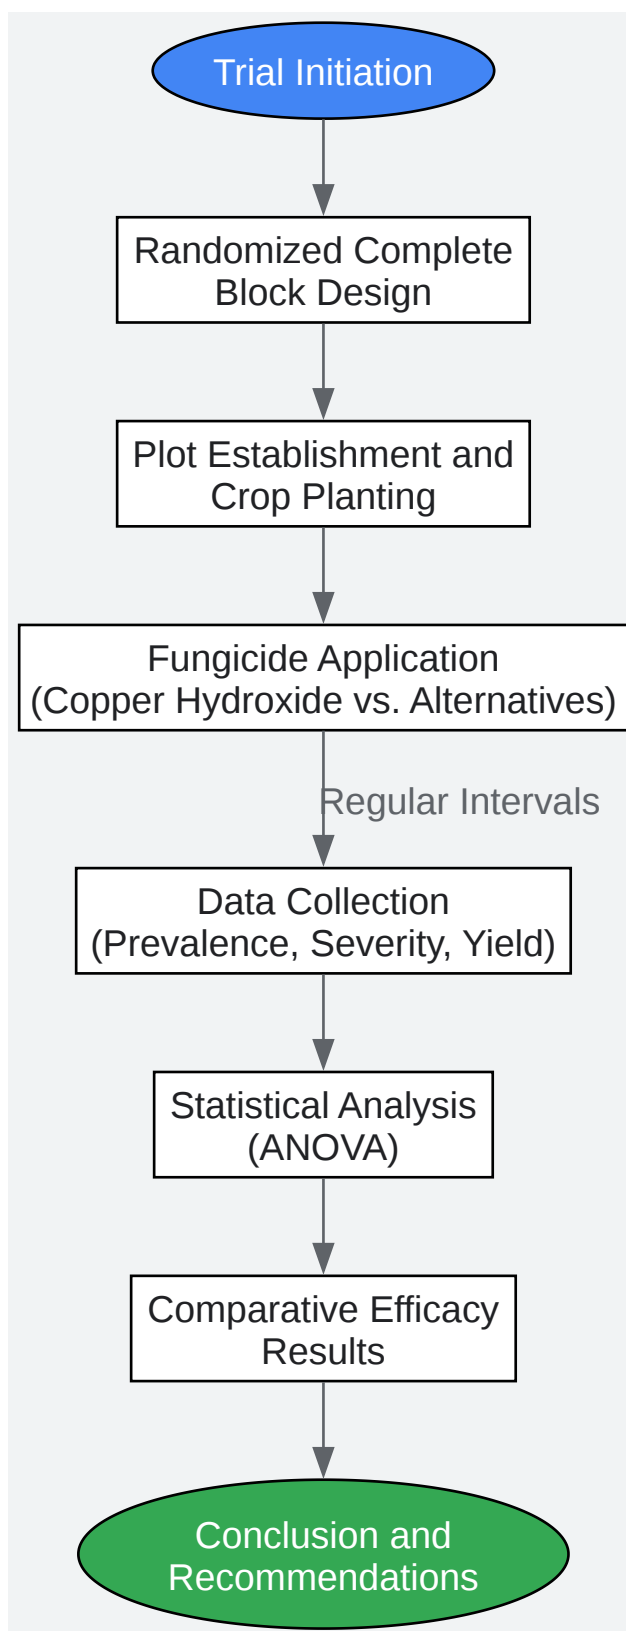 Trial Initiation
Randomized Complete
Block Design
Plot Establishment and
Crop Planting
Fungicide Application
(Copper Hydroxide vs. Alternatives)
Regular Intervals
Data Collection
(Prevalence, Severity, Yield)
Statistical Analysis
(ANOVA)
Comparative Efficacy
Results
Conclusion and
Recommendations